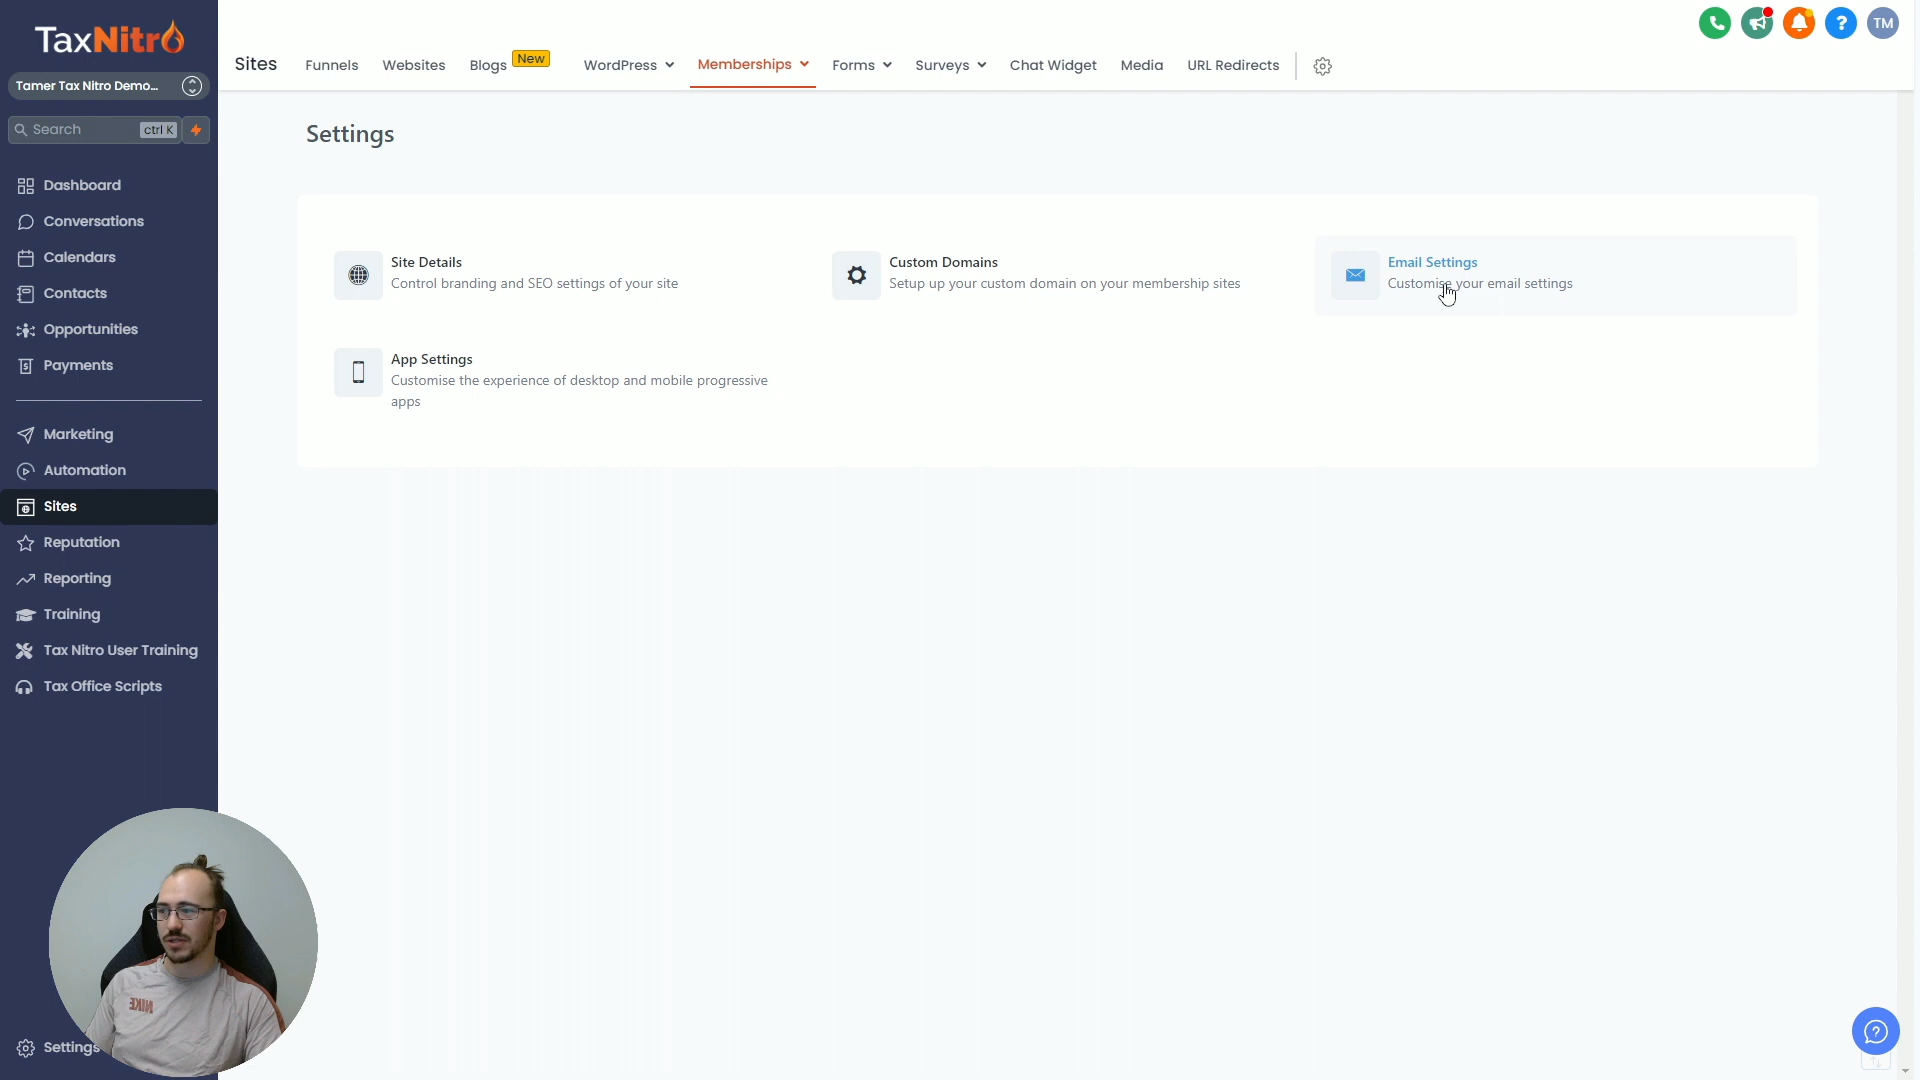 TaxNitro
Sites
Funnels
Websites
Blogs
New
WordPress
Memberships
Forms
Surveys
Chat Widget
Media
URL Redirects
TM
Tamer Tax Nitro Demo...
Search
ctrl K
Dashboard
Conversations
Calendars
Contacts
Opportunities
Payments
Marketing
Automation
Sites
Reputation
Reporting
Training
Tax Nitro User Training
Tax Office Scripts
Settings
Settings
Site Details
Control branding and SEO settings of your site
Custom Domains
Setup up your custom domain on your membership sites
Email Settings
Customise your email settings
App Settings
Customise the experience of desktop and mobile progressive
apps
NIKE